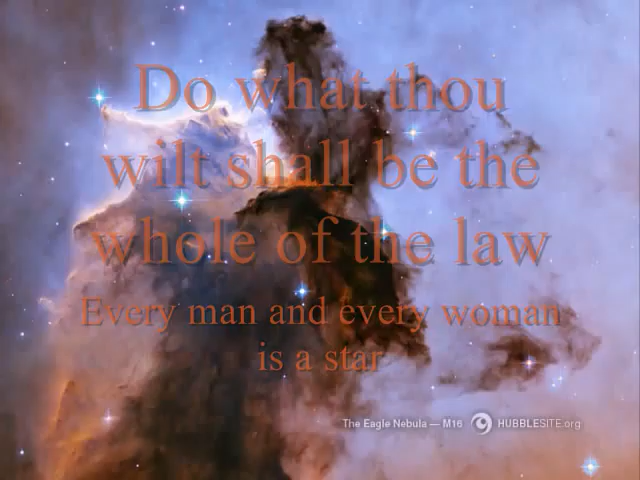 Do what thou
wilt shall be the
whole of the law
Every man and every woman
is a star
The Eagle Nebula — M16 HUBBLESITE.org